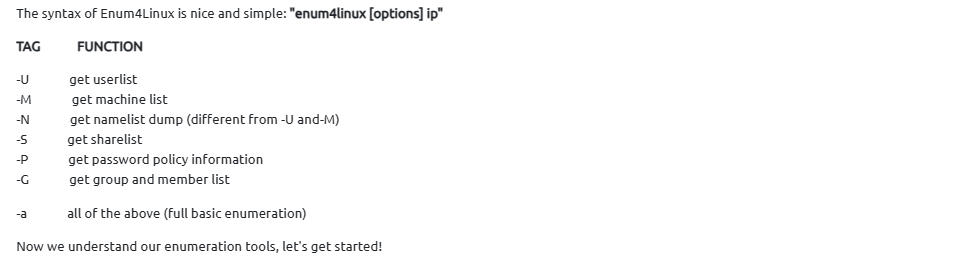 The syntax of Enum4Linux is nice and simple: "enum4linux [options] ip"
TAG FUNCTION
-U get userlist
-M get machine list
-N get namelist dump (different from -U and-M)
-S get sharelist
-P get password policy information
-G get group and member list
-a all of the above (full basic enumeration)
Now we understand our enumeration tools, let's get started!